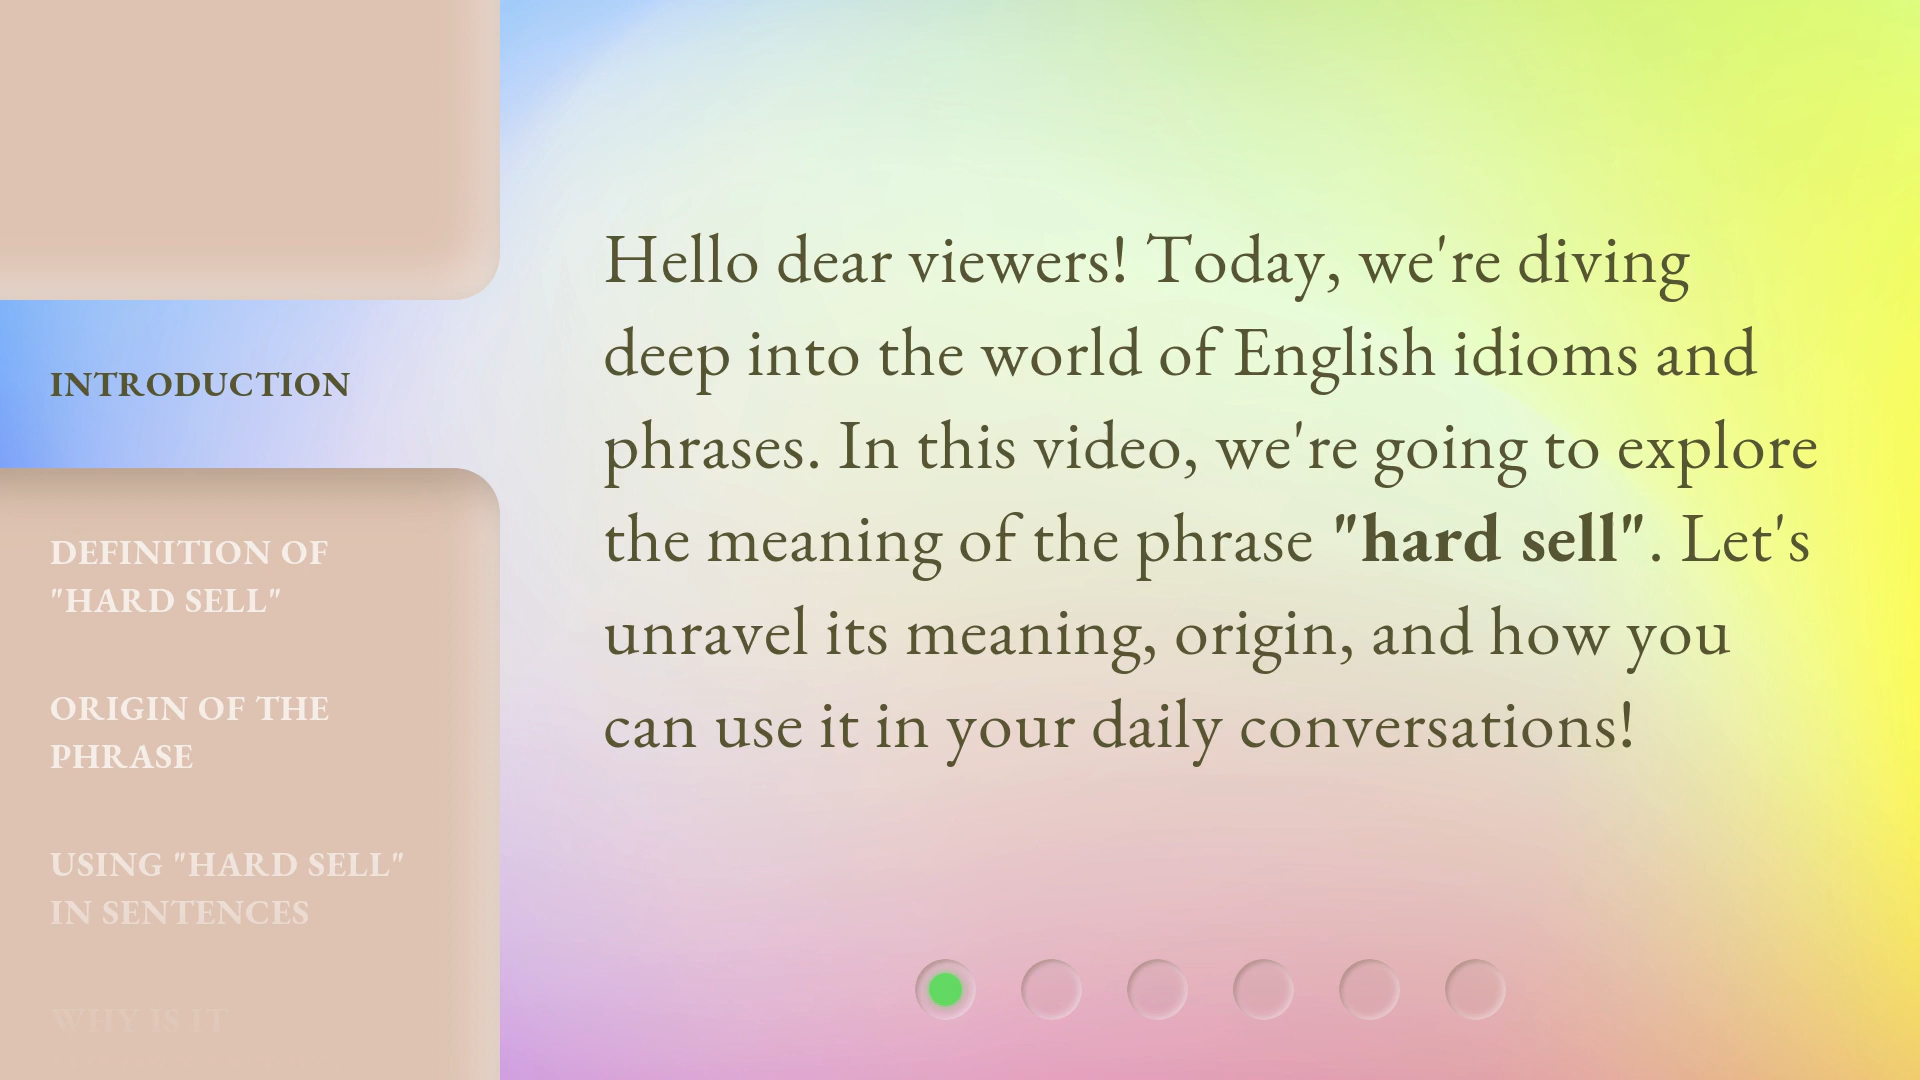 INTRODUCTION
DEFINITION OF
"HARD SELL"
ORIGIN OF THE
PHRASE
USING "HARD SELL"
IN SENTENCES
WHY IS IT
Hello dear viewers! Today, we're diving
deep into the world of English idioms and
phrases. In this video, we're going to explore
the meaning of the phrase "hard sell". Let's
unravel its meaning, origin, and how you
can use it in your daily conversations!